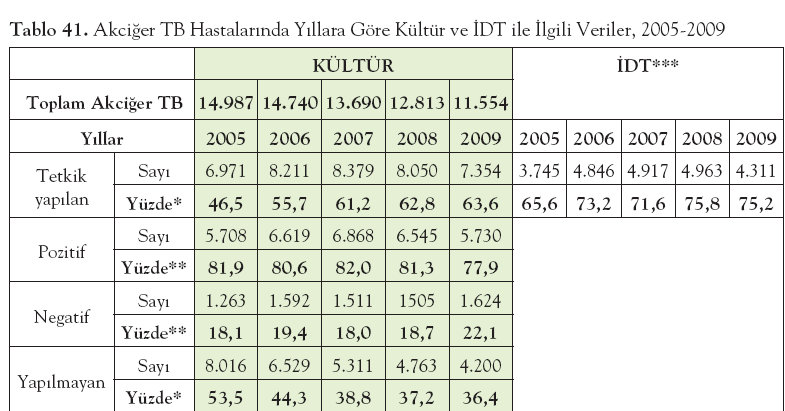 Tablo 41. Akciğer TB Hastalarında Yıllara Göre Kültür ve İDT ile İlgili Veriler, 2005-2009
KÜLTÜR İDT***
Toplam Akciğer TB 14.987 14.740 13.690 12.813 11.554
Yıllar 2005 2006 2007 2008 2009 2005 2006 2007 2008 2009
Tetkik yapılan Sayı 6.971 8.211 8.379 8.050 7.354 3.745 4.846 4.917 4.963 4.311
Yüzde* 46,5 55,7 61,2 62,8 63,6 65,6 73,2 71,6 75,8 75,2
Pozitif Sayı 5.708 6.619 6.868 6.545 5.730
Yüzde** 81,9 80,6 82,0 81,3 77,9
Negatif Sayı 1.263 1.592 1.511 1505 1.624
Yüzde** 18,1 19,4 18,0 18,7 22,1
Yapılmayan Sayı 8.016 6.529 5.311 4.763 4.200
Yüzde* 53,5 44,3 38,8 37,2 36,4